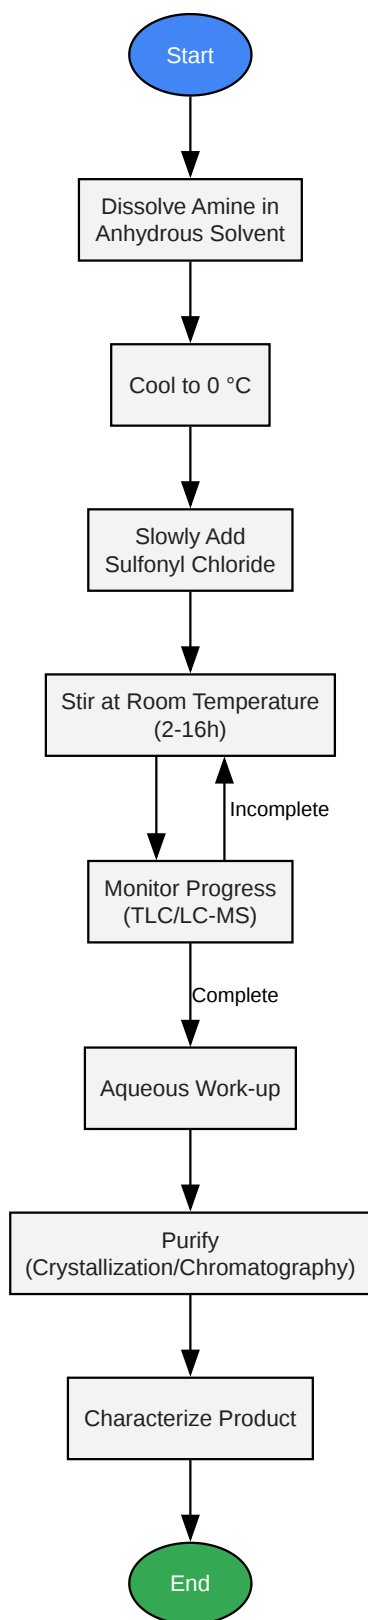 Start
Dissolve Amine in
Anhydrous Solvent
Cool to 0 °C
Slowly Add
Sulfonyl Chloride
Stir at Room Temperature
(2-16h)
Incomplete
Monitor Progress
(TLC/LC-MS)
Complete
Aqueous Work-up
Purify
(Crystallization/Chromatography)
Characterize Product
End